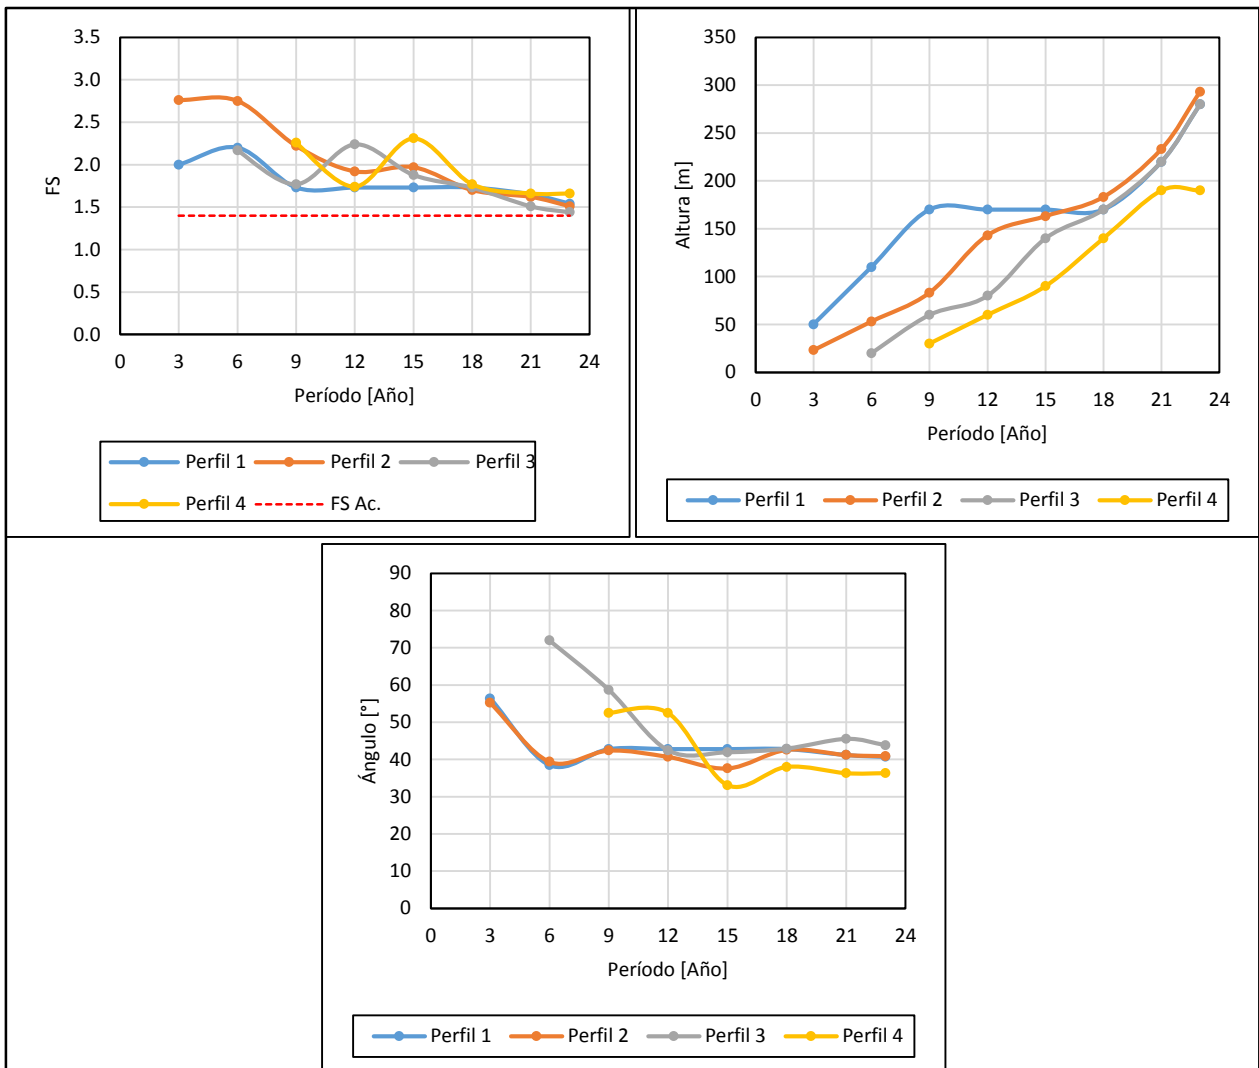 3.5
3.0
2.5
2.0
1.5
1.0
0.5
0.0
FS
0 3 6 9 12 15 18 21 24
Período [Año]
Perfil 1 Perfil 2 Perfil 3
Perfil 4 FS Ac.
350
300
250
200
150
100
50
0
Altura [m]
0 3 6 9 12 15 18 21 24
Período [Año]
Perfil 1 Perfil 2 Perfil 3 Perfil 4
90
80
70
60
50
40
30
20
10
0
Ángulo [°]
0 3 6 9 12 15 18 21 24
Período [Año]
Perfil 1 Perfil 2 Perfil 3 Perfil 4